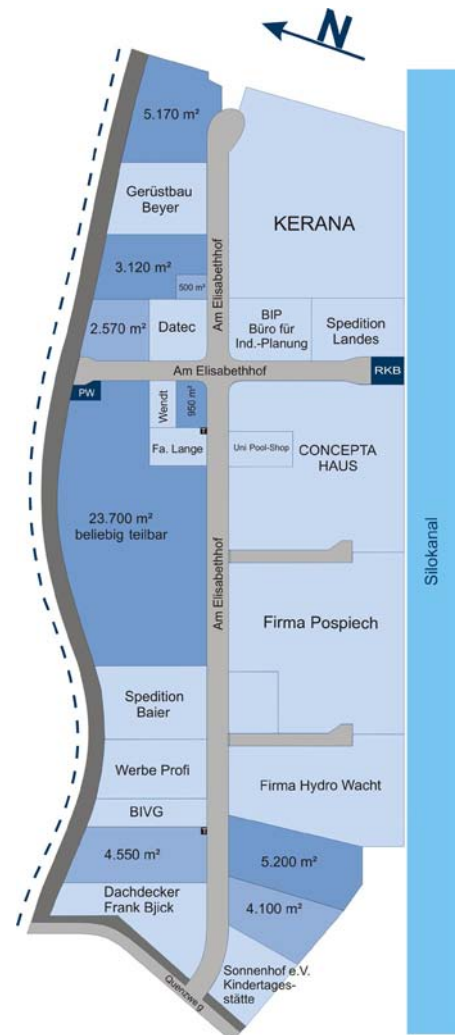 N
5.170 m²
Gerüstbau
Beyer
KERANA
Am Elisabethhof
3.120 m²
500 m²
2.570 m²
Datec
BIP
Büro für
Ind.-Planung
Spedition
Landes
Am Elisabethhof
RKB
PW
Wendt
950 m²
T
Fa. Lange
Uni Pool-Shop
CONCEPTA
HAUS
23.700 m²
beliebig teilbar
Am Elisabethhof
Silokanal
Firma Pospiech
Spedition
Baier
Werbe Profi
Firma Hydro Wacht
BIVG
T
4.550 m²
5.200 m²
Dachdecker
Frank Bjick
4.100 m²
Quenzweg
Sonnenhof e.V.
Kindertages-
stätte